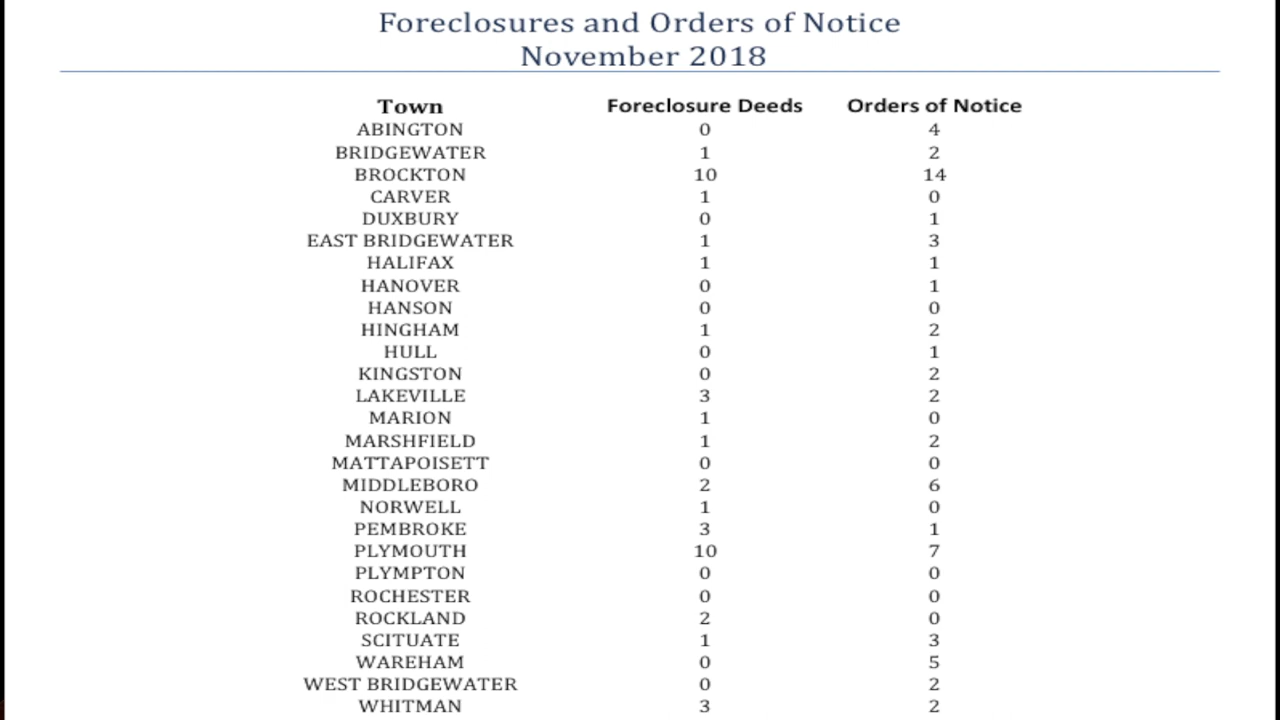 Foreclosures and Orders of Notice
November 2018
Town Foreclosure Deeds Orders of Notice
ABINGTON 0 4
BRIDGEWATER 1 2
BROCKTON 10 14
CARVER 1 0
DUXBURY 0 1
EAST BRIDGEWATER 1 3
HALIFAX 1 1
HANOVER 0 1
HANSON 0 0
HINGHAM 1 2
HULL 0 1
KINGSTON 0 2
LAKEVILLE 3 2
MARION 1 0
MARSHFIELD 1 2
MATTAPOISETT 0 0
MIDDLEBORO 2 6
NORWELL 1 0
PEMBROKE 3 1
PLYMOUTH 10 7
PLYMPTON 0 0
ROCHESTER 0 0
ROCKLAND 2 0
SCITUATE 1 3
WAREHAM 0 5
WEST BRIDGEWATER 0 2
WHITMAN 3 2